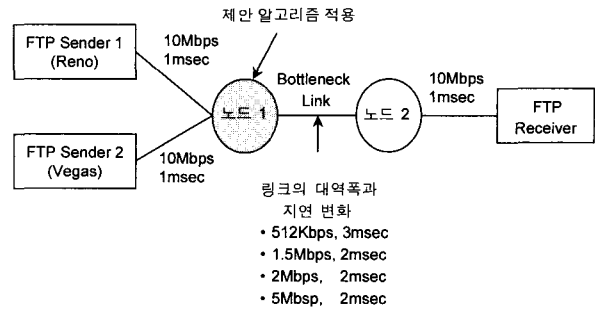 제안 알고리즘 적용
FTP Sender 1
(Reno)
10Mbps
1msec
노드 1
Bottleneck
Link
노드 2
10Mbps
1msec
FTP
Receiver
FTP Sender 2
(Vegas)
10Mbps
1msec
링크의 대역폭과
지연 변화
• 512Kbps, 3msec
• 1.5Mbps, 2msec
• 2Mbps, 2msec
• 5Mbsp, 2msec